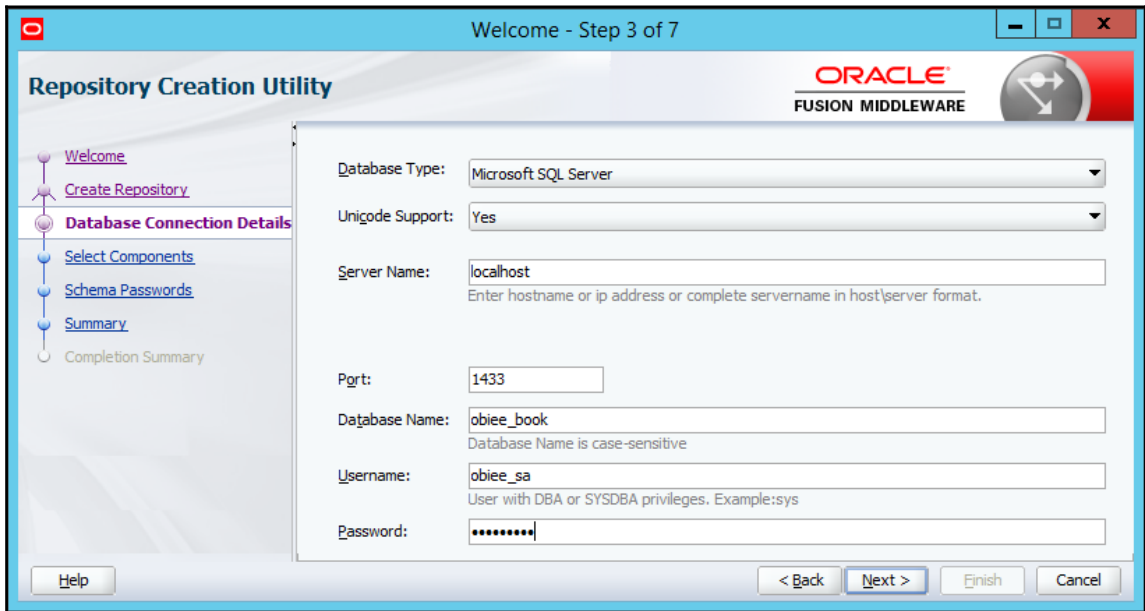 Welcome - Step 3 of 7
Repository Creation Utility
ORACLE®
FUSION MIDDLEWARE
Welcome
Create Repository
Database Connection Details
Select Components
Schema Passwords
Summary
Completion Summary
Database Type: Microsoft SQL Server
Unicode Support: Yes
Server Name: localhost
Enter hostname or ip address or complete servername in host\server format.
Port: 1433
Database Name: obiee_book
Database Name is case-sensitive
Username: obiee_sa
User with DBA or SYSDBA privileges. Example:sys
Password: •••••••••
Help < Back Next > Finish Cancel